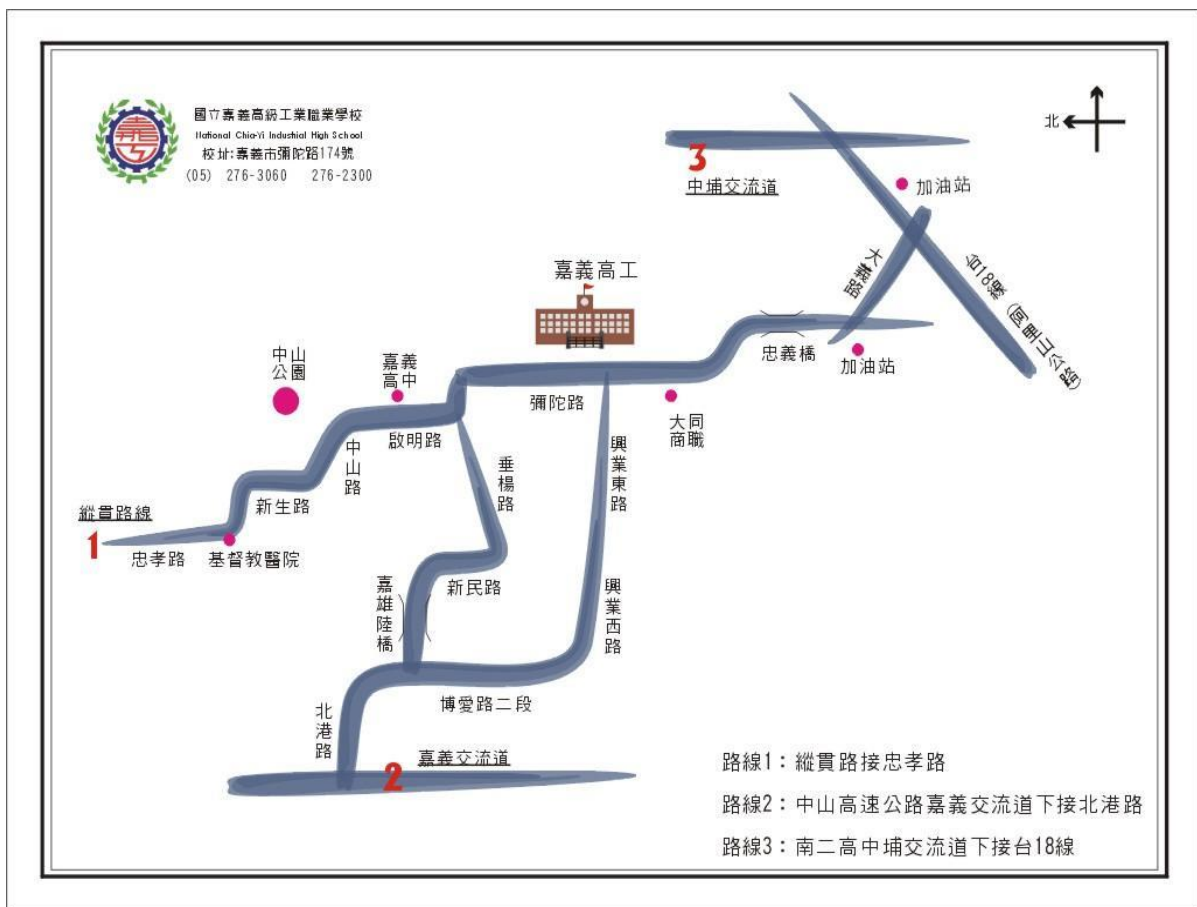 國立嘉義高級工業職業學校
National Chia-Yi Industrial High School
校址:嘉義市彌陀路174號
(05) 276-3060 276-2300
嘉
北
3
中埔交流道
加油站
大義路
台18線(阿里山公路)
嘉義高工
忠義橋
加油站
中山
公園
嘉義
高中
彌陀路
大同
商職
啟明路
中山路
垂楊路
興業東路
新生路
縱貫路線
1
忠孝路
基督教醫院
嘉雄陸橋
新民路
興業西路
博愛路二段
北港路
2
嘉義交流道
路線1:縱貫路接忠孝路
路線2:中山高速公路嘉義交流道下接北港路
路線3:南二高中埔交流道下接台18線